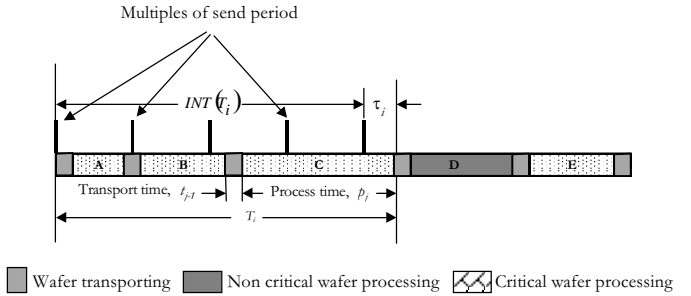 Multiples of send period
INT(T_i) τ_i
A B C D E
Transport time, t_{j-1} Process time, p_j
T_i
Wafer transporting Non critical wafer processing Critical wafer processing